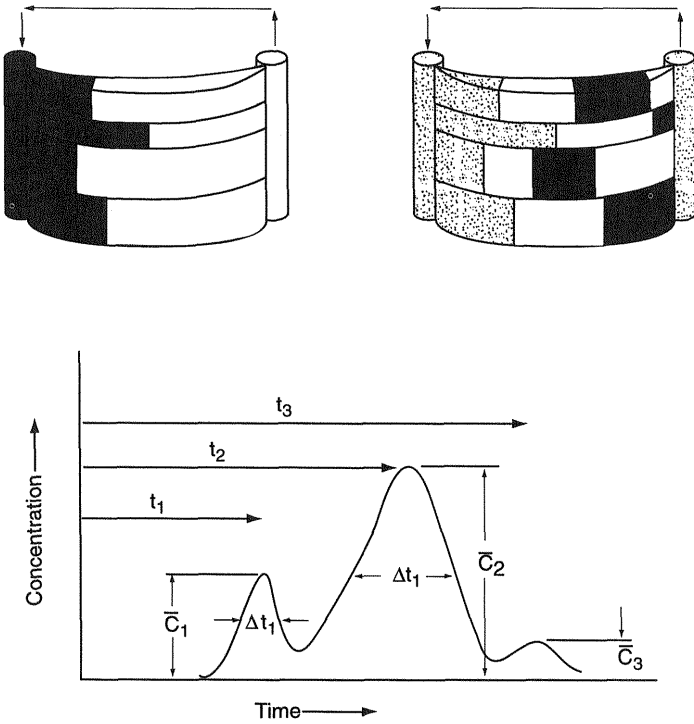 t₃
t₂
t₁
Concentration
C̅₁
Δt₁
Δt₁
C̅₂
C̅₃
Time